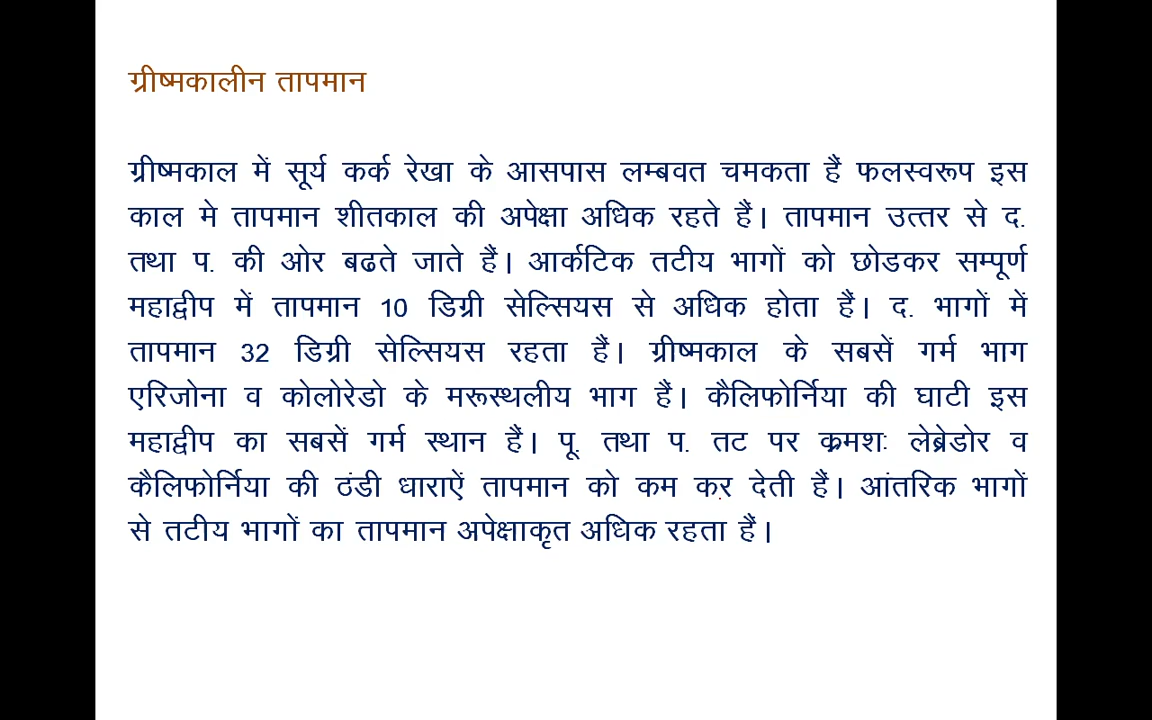 ग्रीष्मकालीन तापमान
ग्रीष्मकाल में सूर्य कर्क रेखा के आसपास लम्बवत चमकता हैं फलस्वरूप इस
काल मे तापमान शीतकाल की अपेक्षा अधिक रहते हैं। तापमान उत्तर से द.
तथा प. की ओर बढते जाते हैं। आर्कटिक तटीय भागों को छोडकर सम्पूर्ण
महाद्वीप में तापमान 10 डिग्री सेल्सियस से अधिक होता हैं। द. भागों में
तापमान 32 डिग्री सेल्सियस रहता हैं। ग्रीष्मकाल के सबसें गर्म भाग
एरिजोना व कोलोरेडो के मरूस्थलीय भाग हैं। कैलिफोर्निया की घाटी इस
महाद्वीप का सबसें गर्म स्थान हैं। पू. तथा प. तट पर क्रमशः लेब्रेडोर व
कैलिफोर्निया की ठंडी धाराऐं तापमान को कम कर देती हैं। आंतरिक भागों
से तटीय भागों का तापमान अपेक्षाकृत अधिक रहता हैं।